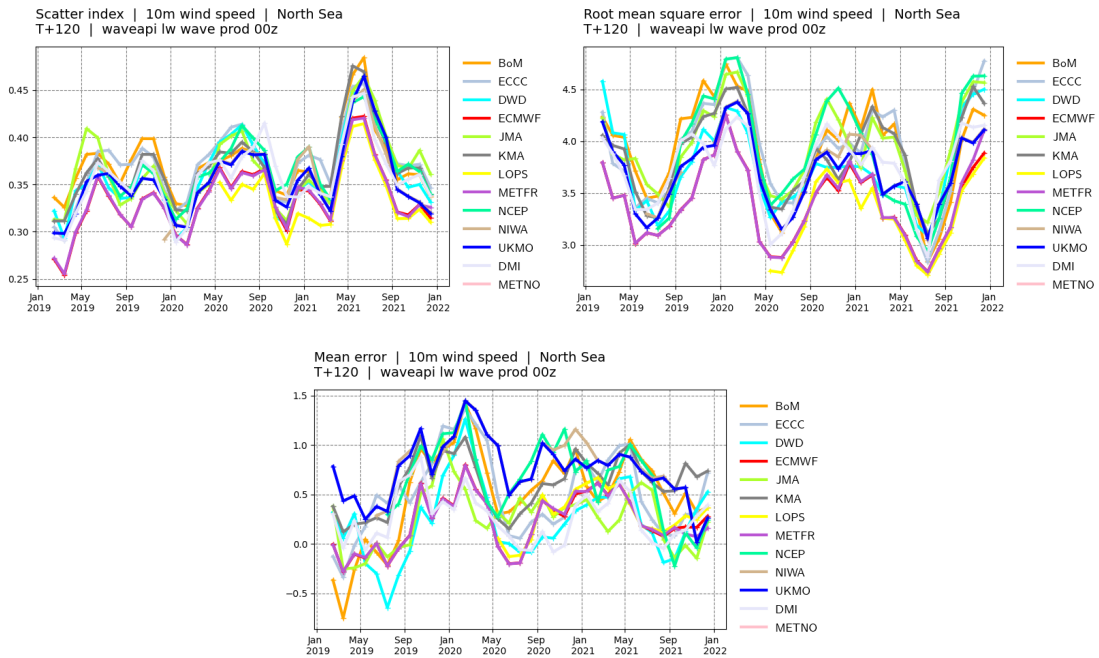 Scatter index | 10m wind speed | North Sea
T+120 | waveapi lw wave prod 00z
0.45
0.40
0.35
0.30
0.25
Jan 2019
May 2019
Sep 2019
Jan 2020
May 2020
Sep 2020
Jan 2021
May 2021
Sep 2021
Jan 2022
BoM
ECCC
DWD
ECMWF
JMA
KMA
LOPS
METFR
NCEP
NIWA
UKMO
DMI
METNO
Root mean square error | 10m wind speed | North Sea
T+120 | waveapi lw wave prod 00z
4.5
4.0
3.5
3.0
Jan 2019
May 2019
Sep 2019
Jan 2020
May 2020
Sep 2020
Jan 2021
May 2021
Sep 2021
Jan 2022
BoM
ECCC
DWD
ECMWF
JMA
KMA
LOPS
METFR
NCEP
NIWA
UKMO
DMI
METNO
Mean error | 10m wind speed | North Sea
T+120 | waveapi lw wave prod 00z
1.5
1.0
0.5
0.0
−0.5
Jan 2019
May 2019
Sep 2019
Jan 2020
May 2020
Sep 2020
Jan 2021
May 2021
Sep 2021
Jan 2022
BoM
ECCC
DWD
ECMWF
JMA
KMA
LOPS
METFR
NCEP
NIWA
UKMO
DMI
METNO